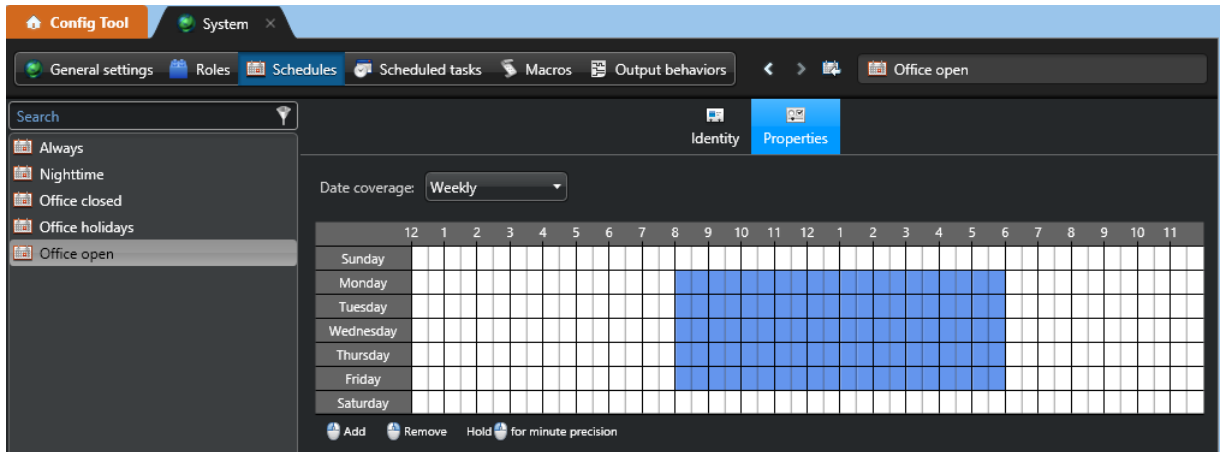 Config Tool
System
General settings
Roles
Schedules
Scheduled tasks
Macros
Output behaviors
Office open
Search
Always
Nighttime
Office closed
Office holidays
Office open
Identity
Properties
Date coverage: Weekly
12 1 2 3 4 5 6 7 8 9 10 11 12 1 2 3 4 5 6 7 8 9 10 11
Sunday
Monday
Tuesday
Wednesday
Thursday
Friday
Saturday
Add Remove Hold for minute precision